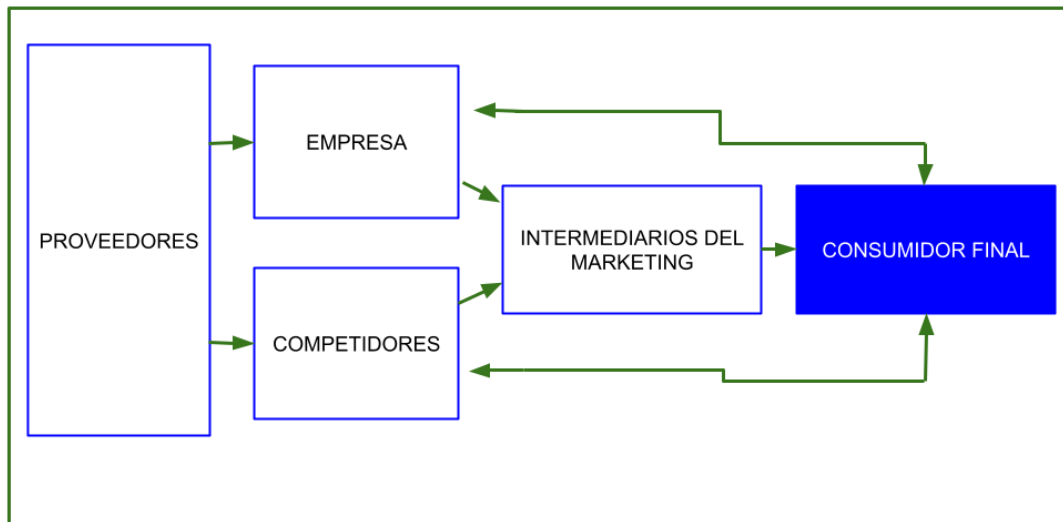 EMPRESA
PROVEEDORES
INTERMEDIARIOS DEL
MARKETING
CONSUMIDOR FINAL
COMPETIDORES